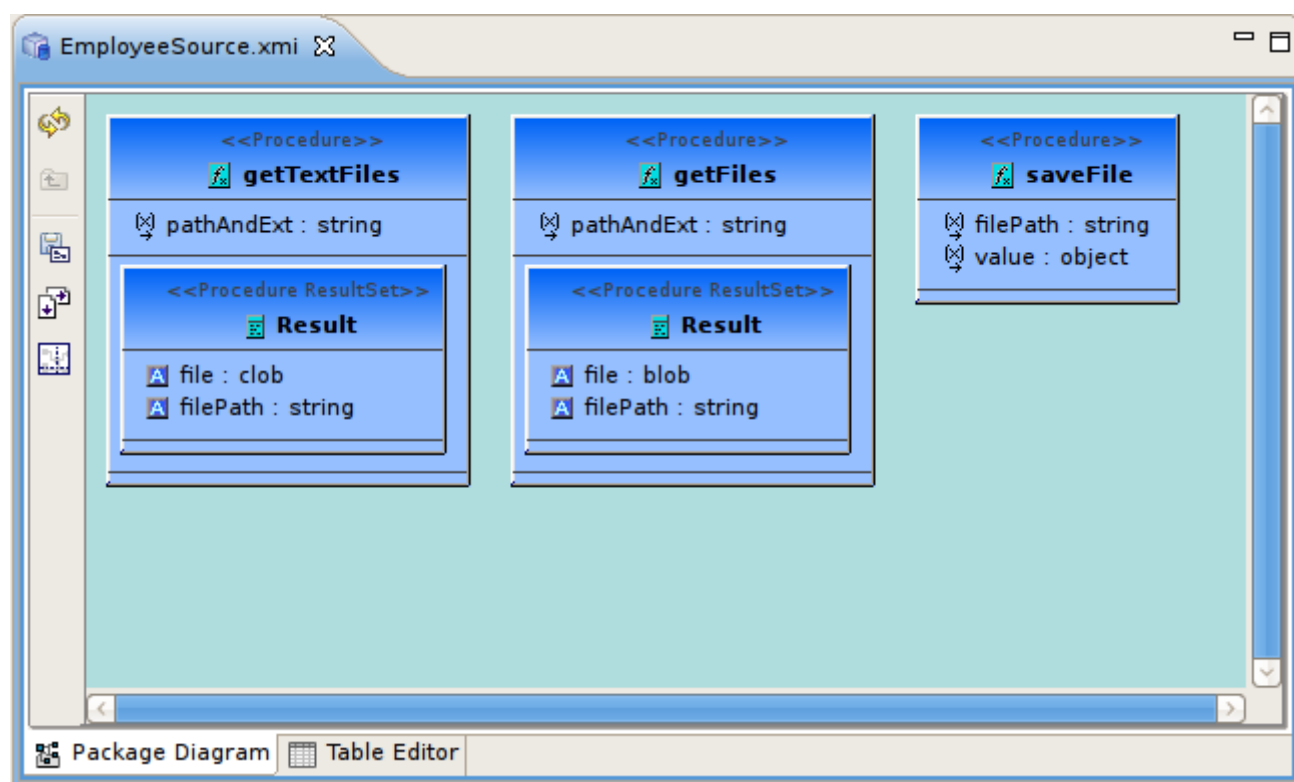 EmployeeSource.xmi
<<Procedure>>
getTextFiles
pathAndExt : string
<<Procedure ResultSet>>
Result
file : clob
filePath : string
<<Procedure>>
getFiles
pathAndExt : string
<<Procedure ResultSet>>
Result
file : blob
filePath : string
<<Procedure>>
saveFile
filePath : string
value : object
Package Diagram
Table Editor